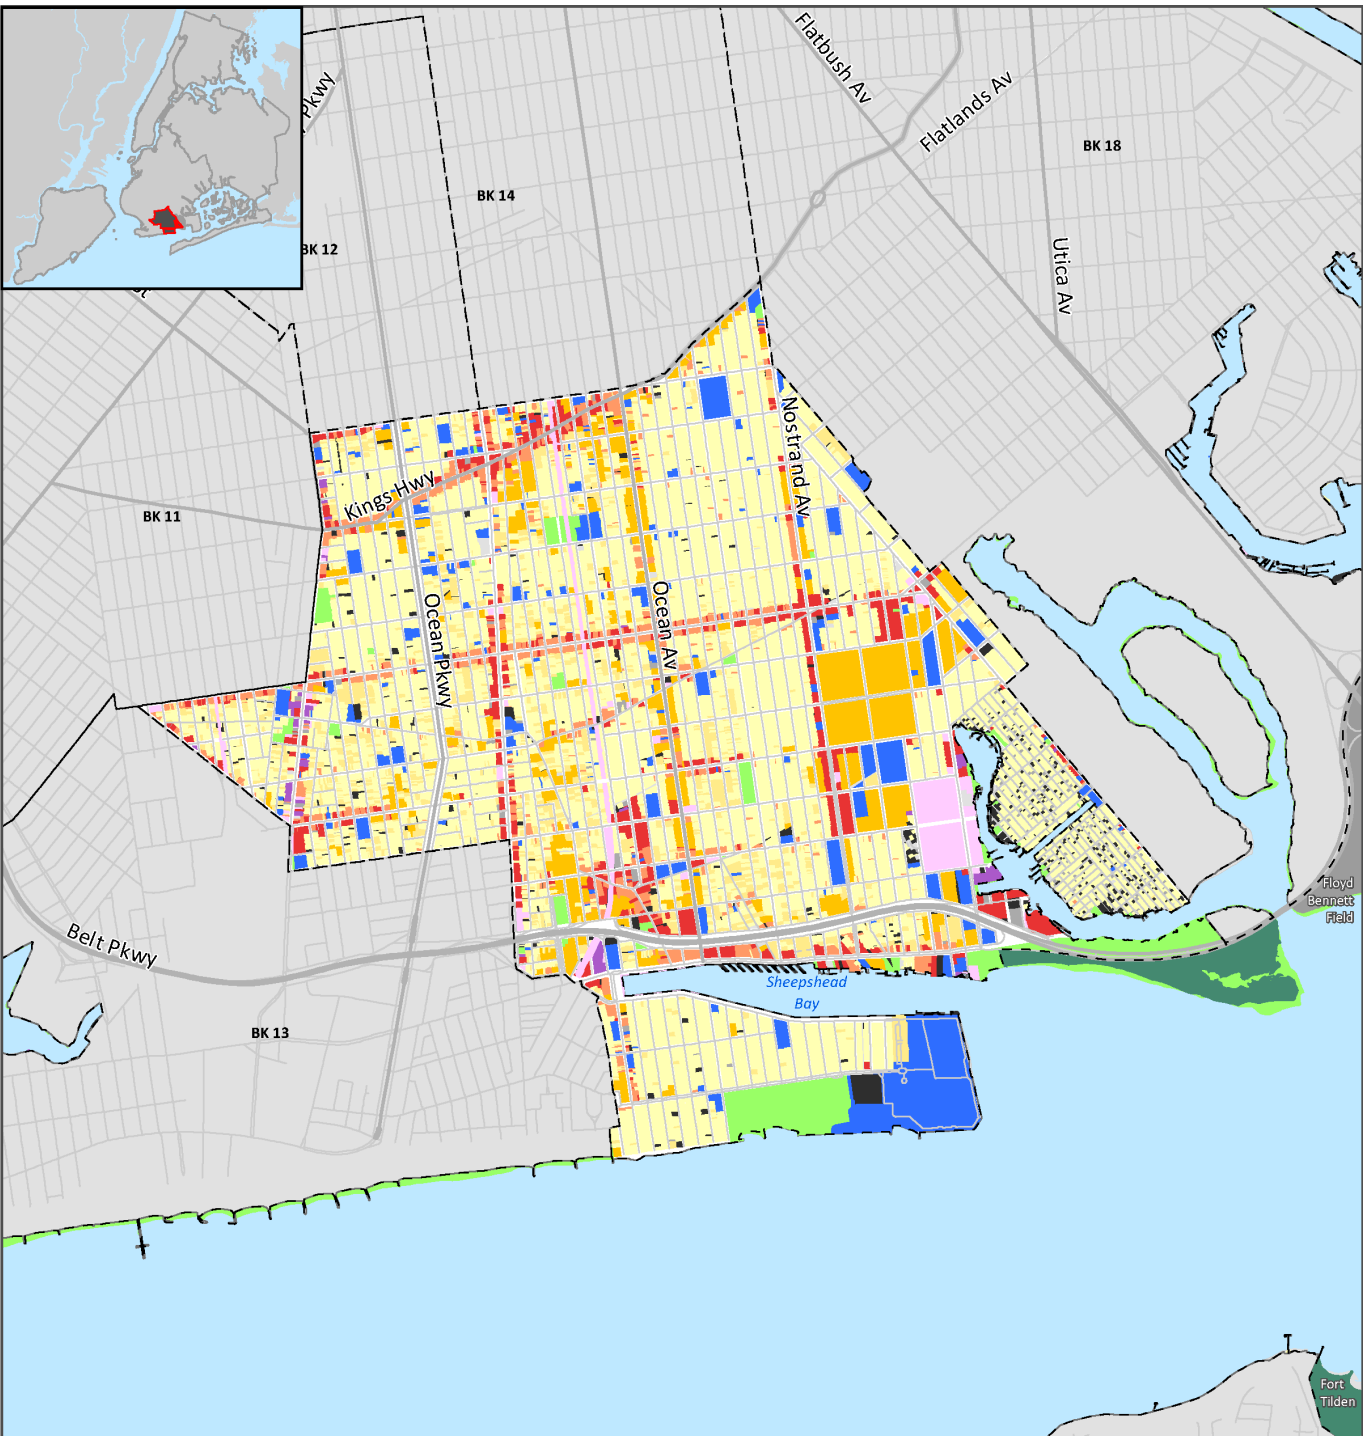 Flatbush Av
Pkwy
Flatlands Av
BK 18
BK 14
BK 12
Utica Av
Nostrand Av
Kings Hwy
BK 11
Ocean Pkwy
Ocean Av
Floyd
Bennett
Field
Belt Pkwy
Sheepshead
Bay
BK 13
Fort
Tilden